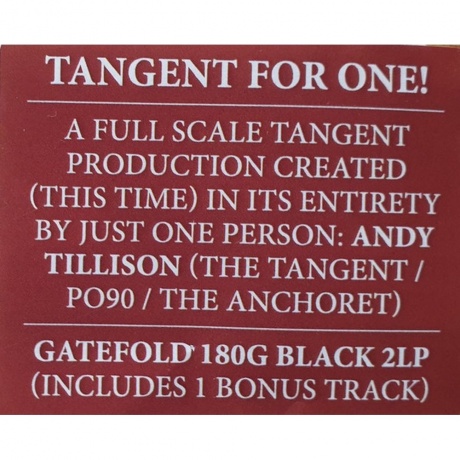 TANGENT FOR ONE!
A FULL SCALE TANGENT
PRODUCTION CREATED
(THIS TIME) IN ITS ENTIRETY
BY JUST ONE PERSON: ANDY
TILLISON (THE TANGENT /
PO90 / THE ANCHORET)
GATEFOLD 180G BLACK 2LP
(INCLUDES 1 BONUS TRACK)